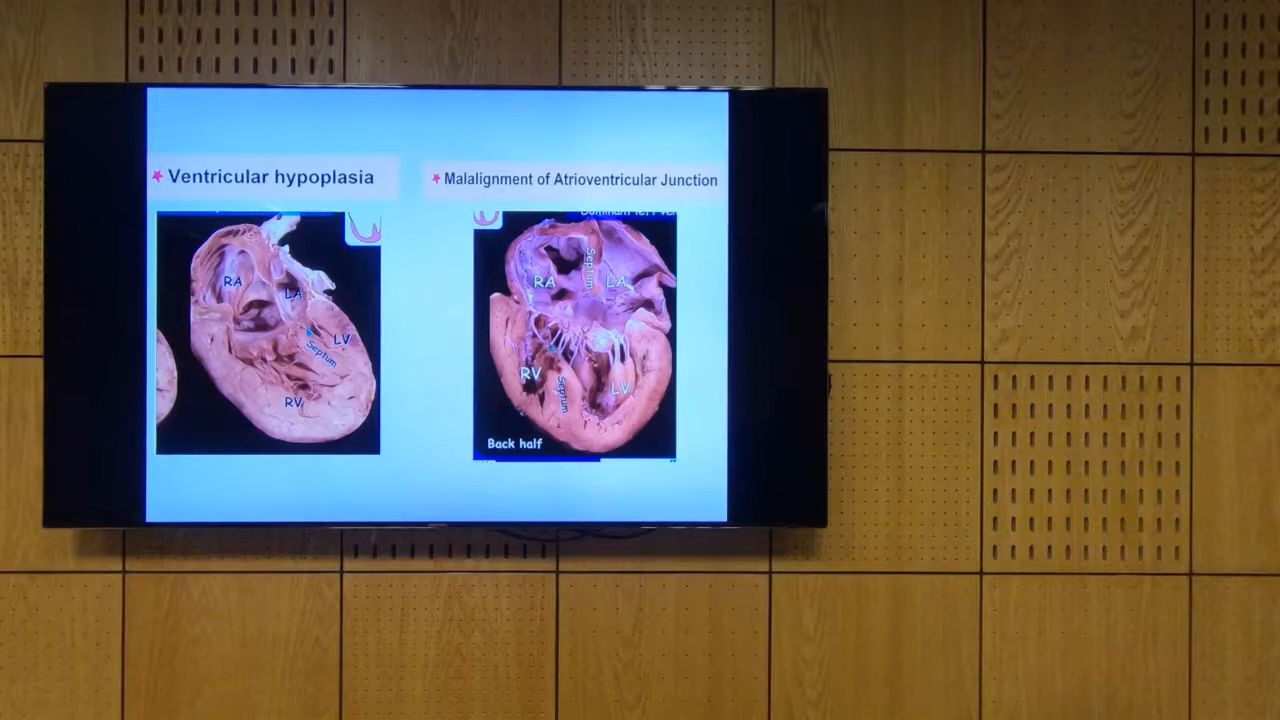 Ventricular hypoplasia
Malalignment of Atrioventricular Junction
RA
LA
LV
Septum
RV
Septum
RA
LA
RV
Septum
LV
Back half